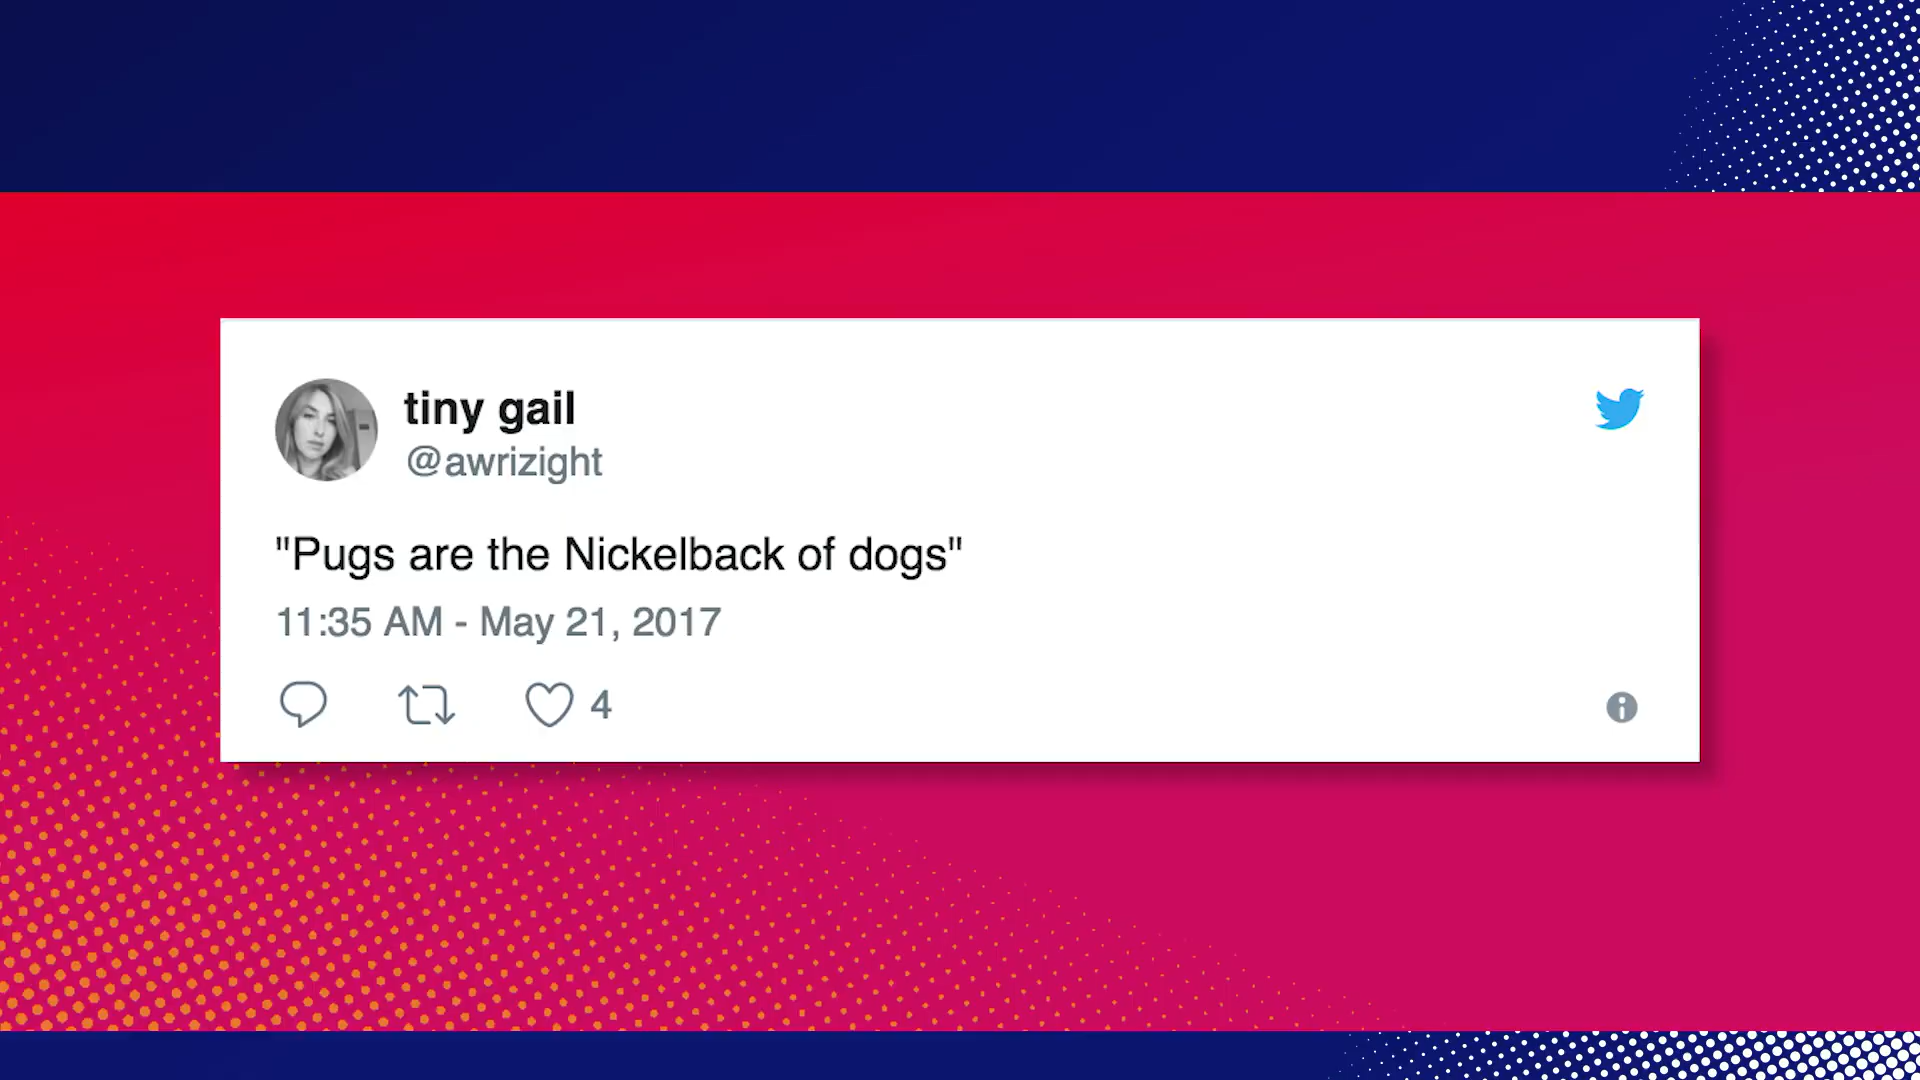 tiny gail
@awrizight
"Pugs are the Nickelback of dogs"
11:35 AM - May 21, 2017
4